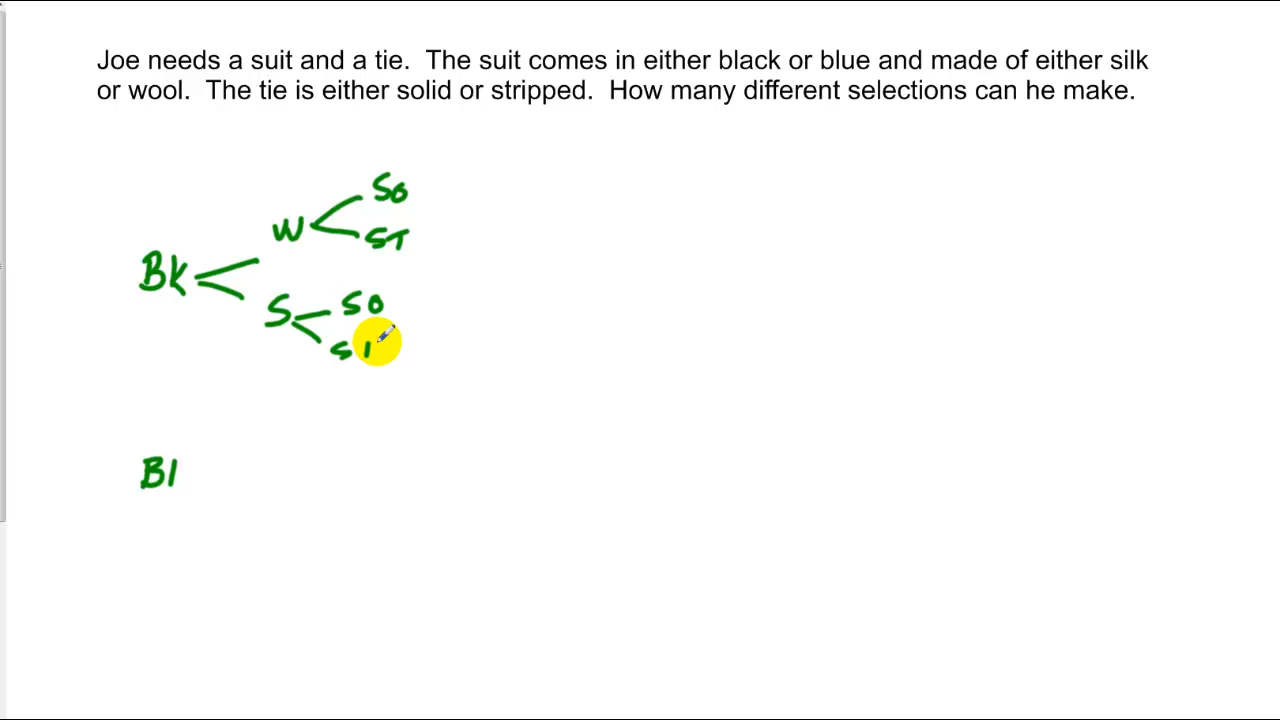 Joe needs a suit and a tie.  The suit comes in either black or blue and made of either silk
or wool.  The tie is either solid or stripped.  How many different selections can he make.
So
W
ST
BK
S
So
SI
Bl